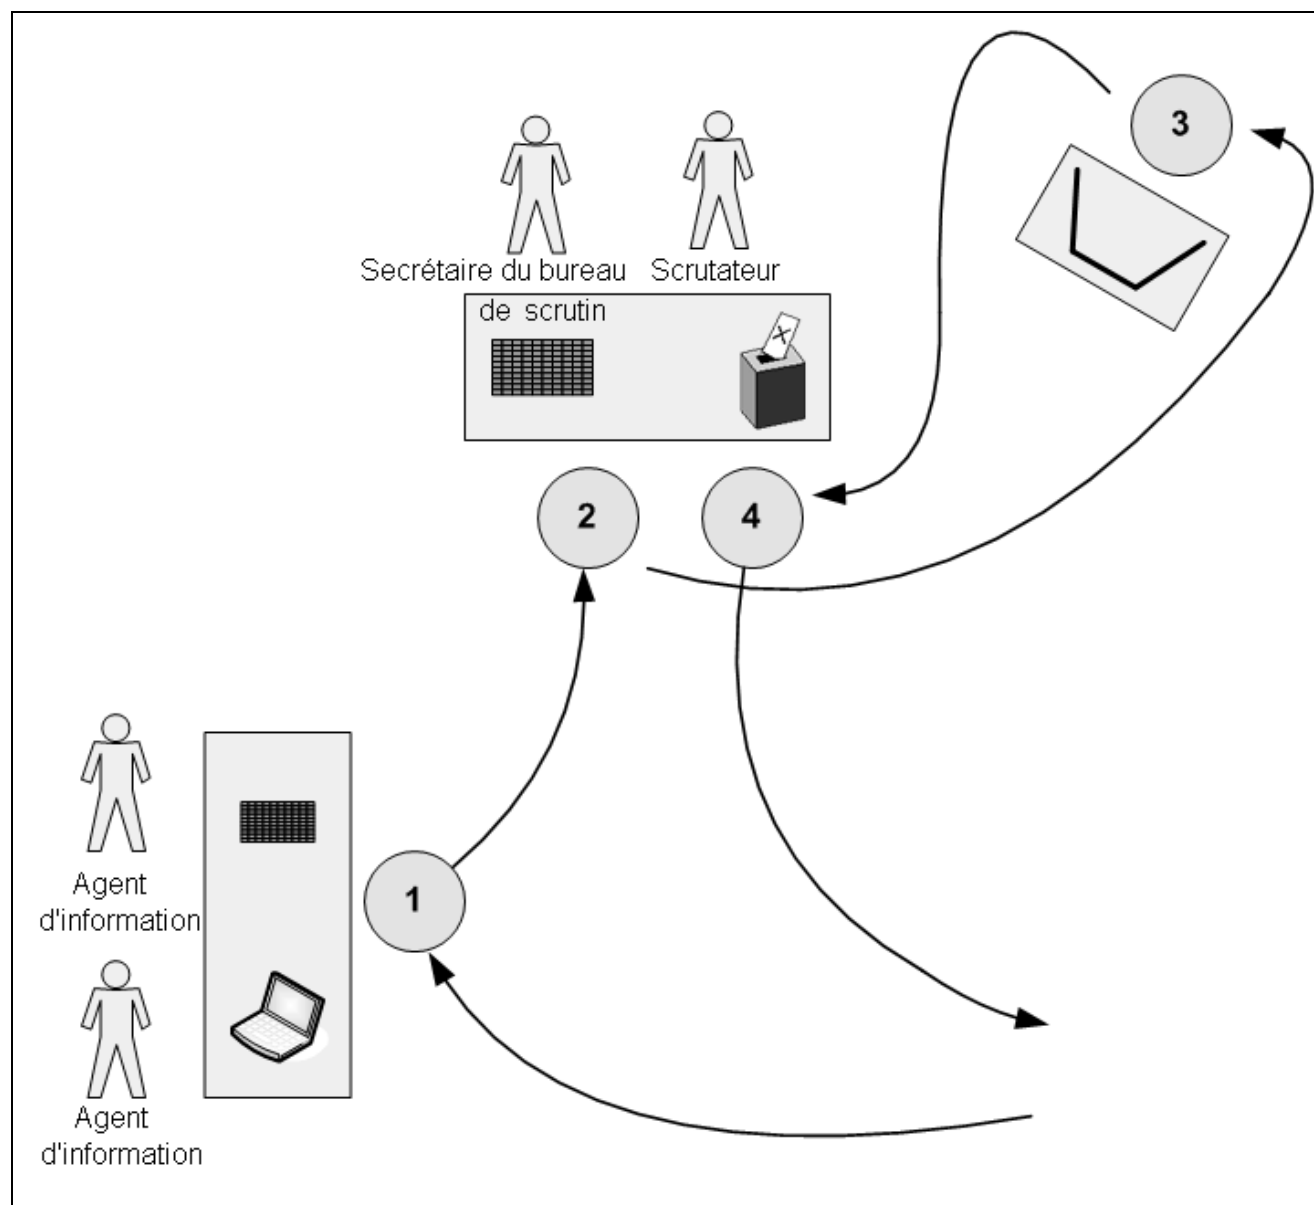 3
Secrétaire du bureau
de scrutin
Scrutateur
2
4
Agent
d'information
1
Agent
d'information